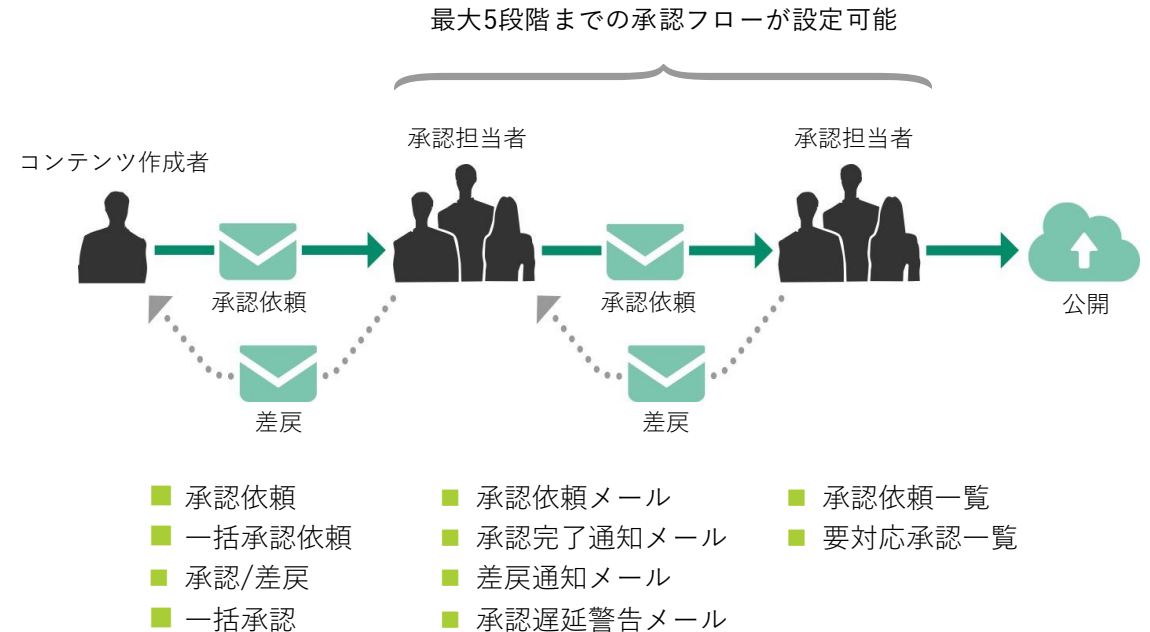 最大5段階までの承認フローが設定可能
承認担当者
承認担当者
コンテンツ作成者
承認依頼
承認依頼
公開
差戻
差戻
承認依頼
一括承認依頼
承認/差戻
一括承認
承認依頼メール
承認完了通知メール
差戻通知メール
承認遅延警告メール
承認依頼一覧
要対応承認一覧